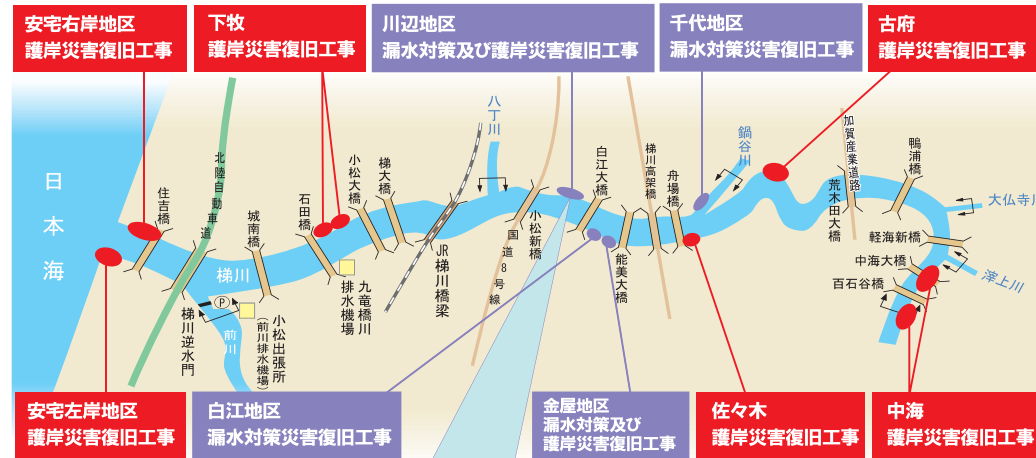 安宅右岸地区
護岸災害復旧工事
下牧
護岸災害復旧工事
川辺地区
漏水対策及び護岸災害復旧工事
千代地区
漏水対策災害復旧工事
古府
護岸災害復旧工事
日本海
住吉橋
北陸自動車道
城南橋
石田橋
小松大橋
梯大橋
八丁川
白江大橋
梯川高架橋
舟場橋
鍋谷川
加賀産業道路
荒木田大橋
鴨浦橋
大仏寺川
軽海新橋
中海大橋
滓上川
百石谷橋
梯川
小松新橋
国道8号線
JR梯川橋梁
能美大橋
九竜橋川
排水機場
P
梯川逆水門
前川
小松出張所
(前川排水機場)
安宅左岸地区
護岸災害復旧工事
白江地区
漏水対策災害復旧工事
金屋地区
漏水対策及び
護岸災害復旧工事
佐々木
護岸災害復旧工事
中海
護岸災害復旧工事